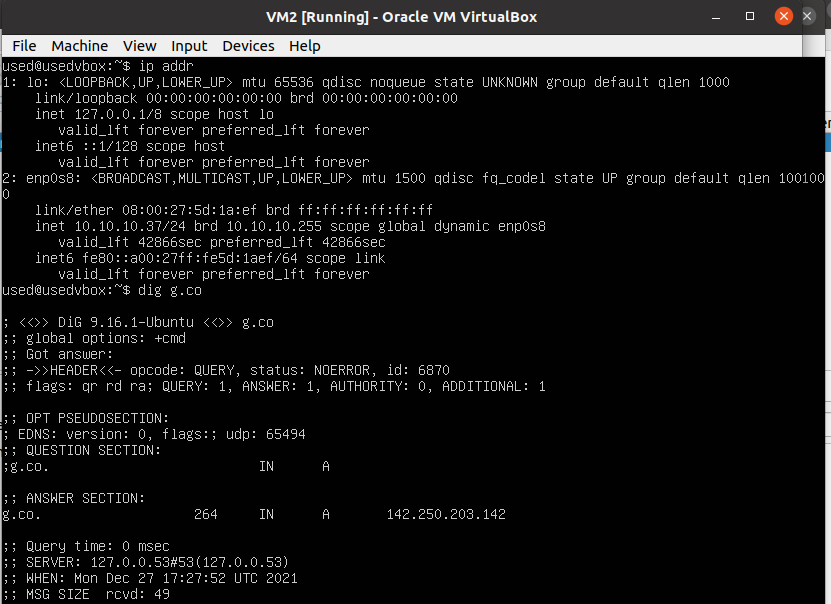 VM2 [Running] - Oracle VM VirtualBox
File Machine View Input Devices Help
used@usedvbox:~$ ip addr
1: lo: <LOOPBACK,UP,LOWER_UP> mtu 65536 qdisc noqueue state UNKNOWN group default qlen 1000
    link/loopback 00:00:00:00:00:00 brd 00:00:00:00:00:00
    inet 127.0.0.1/8 scope host lo
       valid_lft forever preferred_lft forever
    inet6 ::1/128 scope host
       valid_lft forever preferred_lft forever
2: enp0s8: <BROADCAST,MULTICAST,UP,LOWER_UP> mtu 1500 qdisc fq_codel state UP group default qlen 100100
0
    link/ether 08:00:27:5d:1a:ef brd ff:ff:ff:ff:ff:ff
    inet 10.10.10.37/24 brd 10.10.10.255 scope global dynamic enp0s8
       valid_lft 42866sec preferred_lft 42866sec
    inet6 fe80::a00:27ff:fe5d:1aef/64 scope link
       valid_lft forever preferred_lft forever
used@usedvbox:~$ dig g.co
; <<>> DiG 9.16.1-Ubuntu <<>> g.co
;; global options: +cmd
;; Got answer:
;; ->>HEADER<<- opcode: QUERY, status: NOERROR, id: 6870
;; flags: qr rd ra; QUERY: 1, ANSWER: 1, AUTHORITY: 0, ADDITIONAL: 1
;; OPT PSEUDOSECTION:
; EDNS: version: 0, flags:; udp: 65494
;; QUESTION SECTION:
;g.co. IN A
;; ANSWER SECTION:
g.co. 264 IN A 142.250.203.142
;; Query time: 0 msec
;; SERVER: 127.0.0.53#53(127.0.0.53)
;; WHEN: Mon Dec 27 17:27:52 UTC 2021
;; MSG SIZE  rcvd: 49